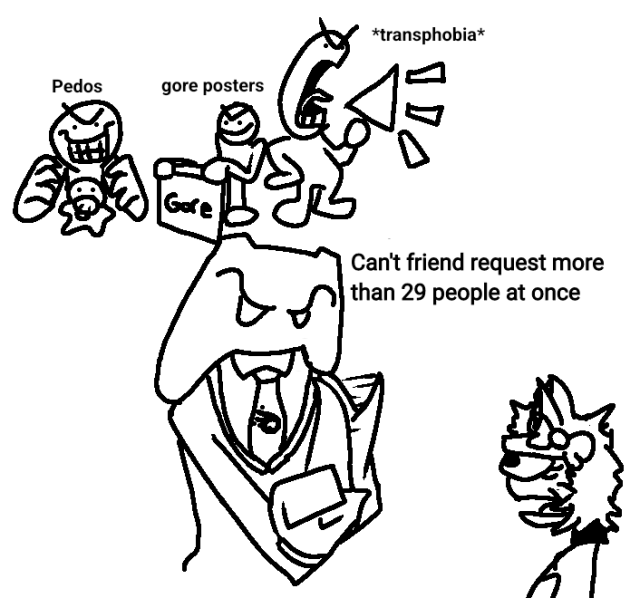 *transphobia*
Pedos
gore posters
Gore
Can't friend request more
than 29 people at once